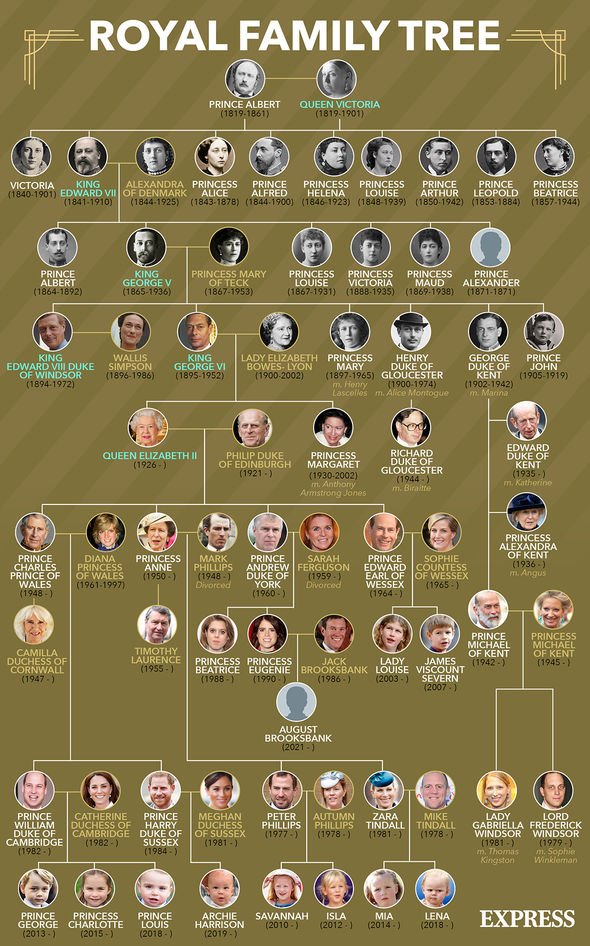 ROYAL FAMILY TREE
PRINCE ALBERT
(1819-1861)
QUEEN VICTORIA
(1819-1901)
VICTORIA
(1840-1901)
KING
EDWARD VII
(1841-1910)
ALEXANDRA
OF DENMARK
(1844-1925)
PRINCESS
ALICE
(1843-1878)
PRINCE
ALFRED
(1844-1900)
PRINCESS
HELENA
(1846-1923)
PRINCESS
LOUISE
(1848-1939)
PRINCE
ARTHUR
(1850-1942)
PRINCE
LEOPOLD
(1853-1884)
PRINCESS
BEATRICE
(1857-1944)
PRINCE
ALBERT
(1864-1892)
KING
GEORGE V
(1865-1936)
PRINCESS MARY
OF TECK
(1867-1953)
PRINCESS
LOUISE
(1867-1931)
PRINCESS
VICTORIA
(1888-1935)
PRINCESS
MAUD
(1869-1938)
PRINCE
ALEXANDER
(1871-1871)
KING
EDWARD VIII DUKE
OF WINDSOR
(1894-1972)
WALLIS
SIMPSON
(1896-1986)
KING
GEORGE VI
(1895-1952)
LADY ELIZABETH
BOWES- LYON
(1900-2002)
PRINCESS
MARY
(1897-1965)
m. Henry
Lascelles
HENRY
DUKE OF
GLOUCESTER
(1900-1974)
m. Alice Montogue
GEORGE
DUKE OF
KENT
(1902-1942)
m. Marina
PRINCE
JOHN
(1905-1919)
QUEEN ELIZABETH II
(1926 - )
PHILIP DUKE
OF EDINBURGH
(1921 - )
PRINCESS
MARGARET
(1930-2002)
m. Anthony
Armstrong Jones
RICHARD
DUKE OF
GLOUCESTER
(1944 - )
m. Biraitte
EDWARD
DUKE OF
KENT
(1935 - )
m. Katherine
PRINCESS
ALEXANDRA
OF KENT
(1936 - )
m. Angus
PRINCE
CHARLES
PRINCE OF
WALES
(1948 - )
DIANA
PRINCESS
OF WALES
(1961-1997)
PRINCESS
ANNE
(1950 - )
MARK
PHILLIPS
(1948 - )
Divorced
PRINCE
ANDREW
DUKE OF
YORK
(1960 - )
SARAH
FERGUSON
(1959 - )
Divorced
PRINCE
EDWARD
EARL OF
WESSEX
(1964 - )
SOPHIE
COUNTESS
OF WESSEX
(1965 - )
CAMILLA
DUCHESS OF
CORNWALL
(1947 - )
TIMOTHY
LAURENCE
(1955 - )
PRINCESS
BEATRICE
(1988 - )
PRINCESS
EUGENIE
(1990 - )
JACK
BROOKSBANK
(1986 - )
LADY
LOUISE
(2003 - )
JAMES
VISCOUNT
SEVERN
(2007 - )
PRINCE
MICHAEL
OF KENT
(1942 - )
PRINCESS
MICHAEL
OF KENT
(1945 - )
AUGUST
BROOKSBANK
(2021 - )
PRINCE
WILLIAM
DUKE OF
CAMBRIDGE
(1982 - )
CATHERINE
DUCHESS OF
CAMBRIDGE
(1982 - )
PRINCE
HARRY
DUKE OF
SUSSEX
(1984 - )
MEGHAN
DUCHESS
OF SUSSEX
(1981 - )
PETER
PHILLIPS
(1977 - )
AUTUMN
PHILLIPS
(1978 - )
ZARA
TINDALL
(1981 - )
MIKE
TINDALL
(1978 - )
LADY
GABRIELLA
WINDSOR
(1981 - )
m. Thomas
Kingston
LORD
FREDERICK
WINDSOR
(1979 - )
m. Sophie
Winkleman
PRINCE
GEORGE
(2013 - )
PRINCESS
CHARLOTTE
(2015 - )
PRINCE
LOUIS
(2018 - )
ARCHIE
HARRISON
(2019 - )
SAVANNAH
(2010 - )
ISLA
(2012 - )
MIA
(2014 - )
LENA
(2018 - )
EXPRESS